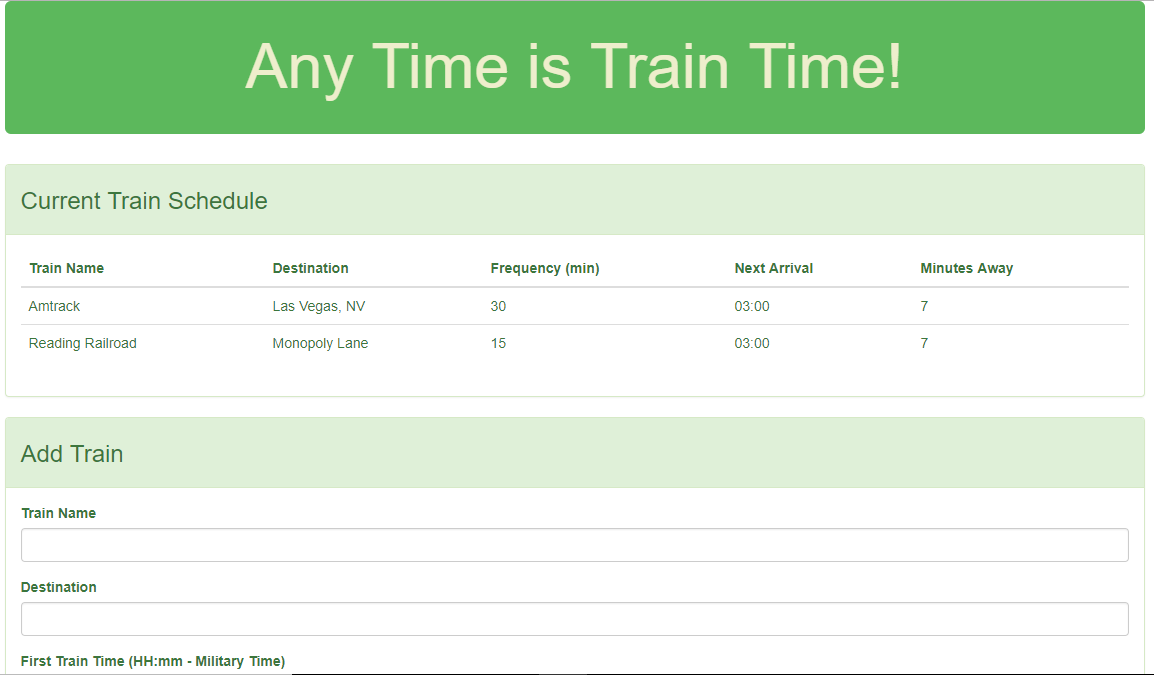 Any Time is Train Time!
Current Train Schedule
Train Name Destination Frequency (min) Next Arrival Minutes Away
Amtrack Las Vegas, NV 30 03:00 7
Reading Railroad Monopoly Lane 15 03:00 7
Add Train
Train Name
Destination
First Train Time (HH:mm - Military Time)